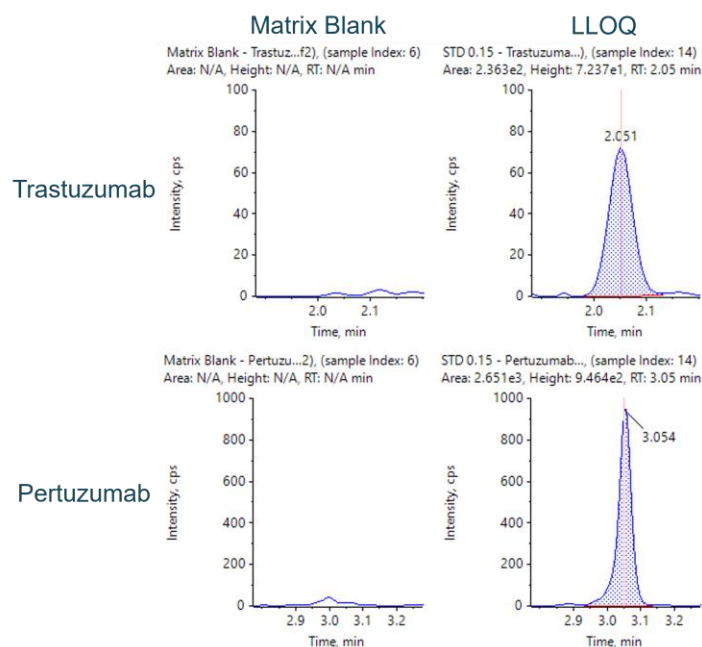 Matrix Blank LLOQ
Matrix Blank - Trastuz...f2), (sample Index: 6)
Area: N/A, Height: N/A, RT: N/A min
STD 0.15 - Trastuzuma...), (sample Index: 14)
Area: 2.363e2, Height: 7.237e1, RT: 2.05 min
Trastuzumab
Intensity, cps
100
80
60
40
20
0
2.0 2.1
Time, min
Intensity, cps
100
80
60
40
20
0
2.051
2.0 2.1
Time, min
Matrix Blank - Pertuzu...2), (sample Index: 6)
Area: N/A, Height: N/A, RT: N/A min
STD 0.15 - Pertuzumab..., (sample Index: 14)
Area: 2.651e3, Height: 9.464e2, RT: 3.05 min
Pertuzumab
Intensity, cps
1000
800
600
400
200
0
2.9 3.0 3.1 3.2
Time, min
Intensity, cps
1000
800
600
400
200
0
3.054
2.9 3.0 3.1 3.2
Time, min